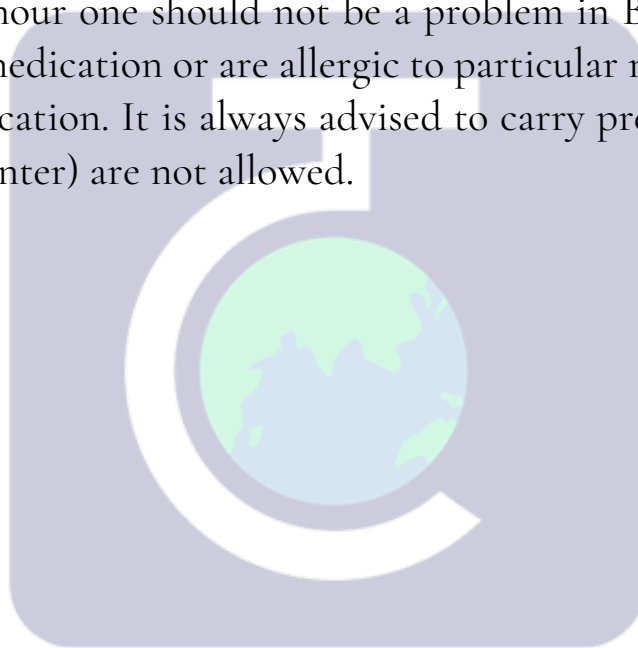 hour one should not be a problem in
medication or are allergic to particular
cation. It is always advised to carry
nter) are not allowed.